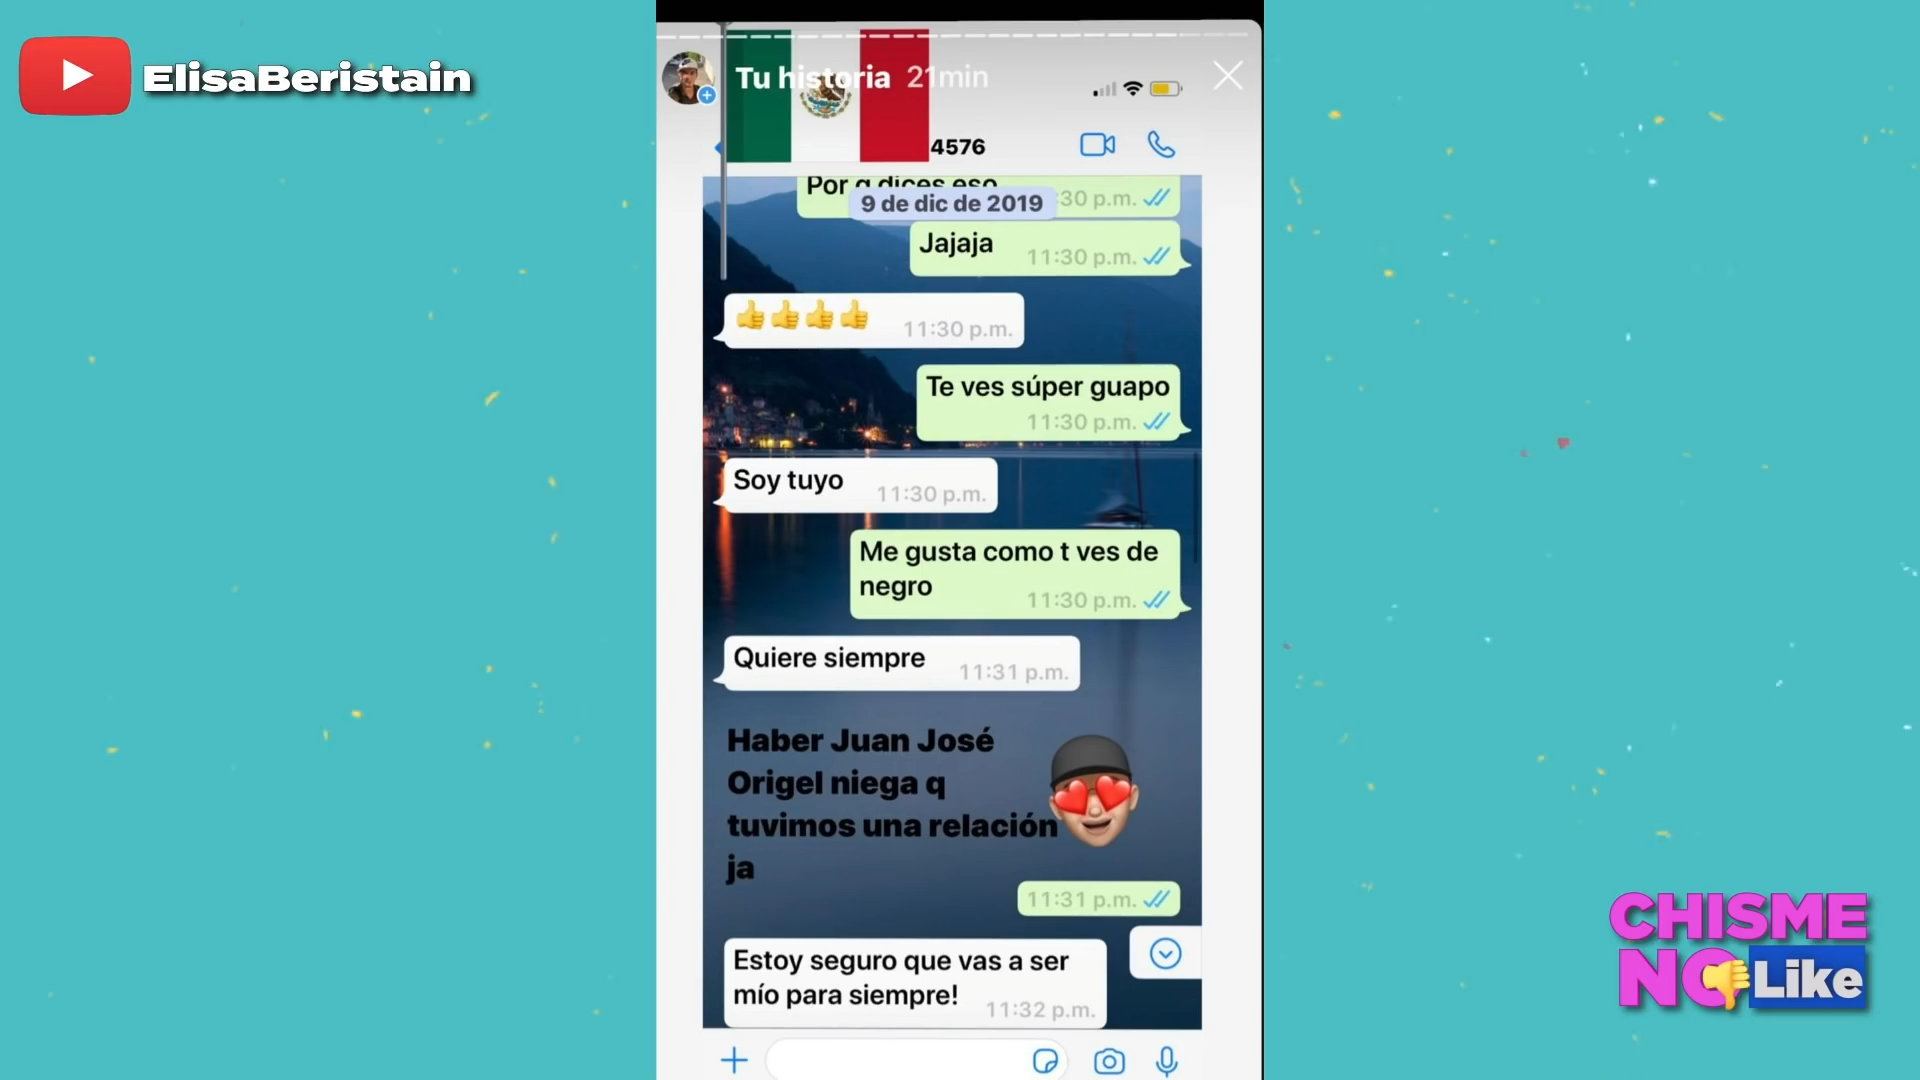 ElisaBeristain
Tu historia 21min
4576
Por q dices eso
9 de dic de 2019
:30 p.m.
Jajaja
11:30 p.m.
👍👍👍👍
11:30 p.m.
Te ves súper guapo
11:30 p.m.
Soy tuyo
11:30 p.m.
Me gusta como t ves de
negro
11:30 p.m.
Quiere siempre
11:31 p.m.
Haber Juan José
Origel niega q
tuvimos una relación
ja
11:31 p.m.
Estoy seguro que vas a ser
mío para siempre!
11:32 p.m.
CHISME
NO Like